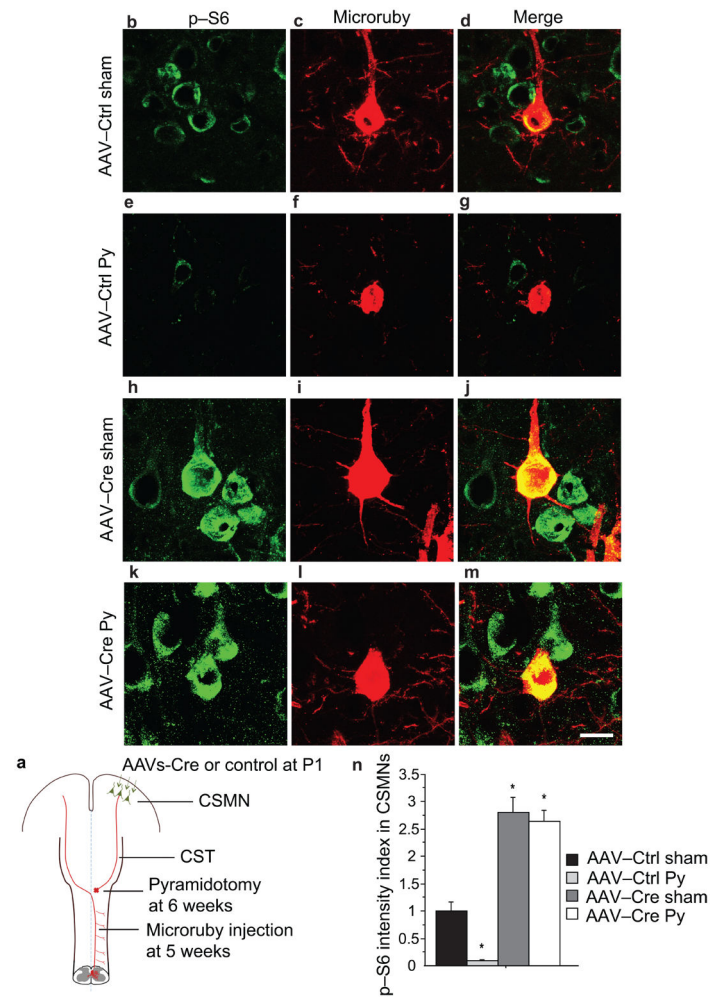 b p–S6 c Microruby d Merge
AAV–Ctrl sham
e f g
AAV–Ctrl Py
h i j
AAV–Cre sham
k l m
AAV–Cre Py
a AAVs-Cre or control at P1
CSMN
CST
Pyramidotomy
at 6 weeks
Microruby injection
at 5 weeks
n
p–S6 intensity index in CSMNs
3.5
3
2.5
2
1.5
1
0.5
0
*
*
*
AAV–Ctrl sham
AAV–Ctrl Py
AAV–Cre sham
AAV–Cre Py